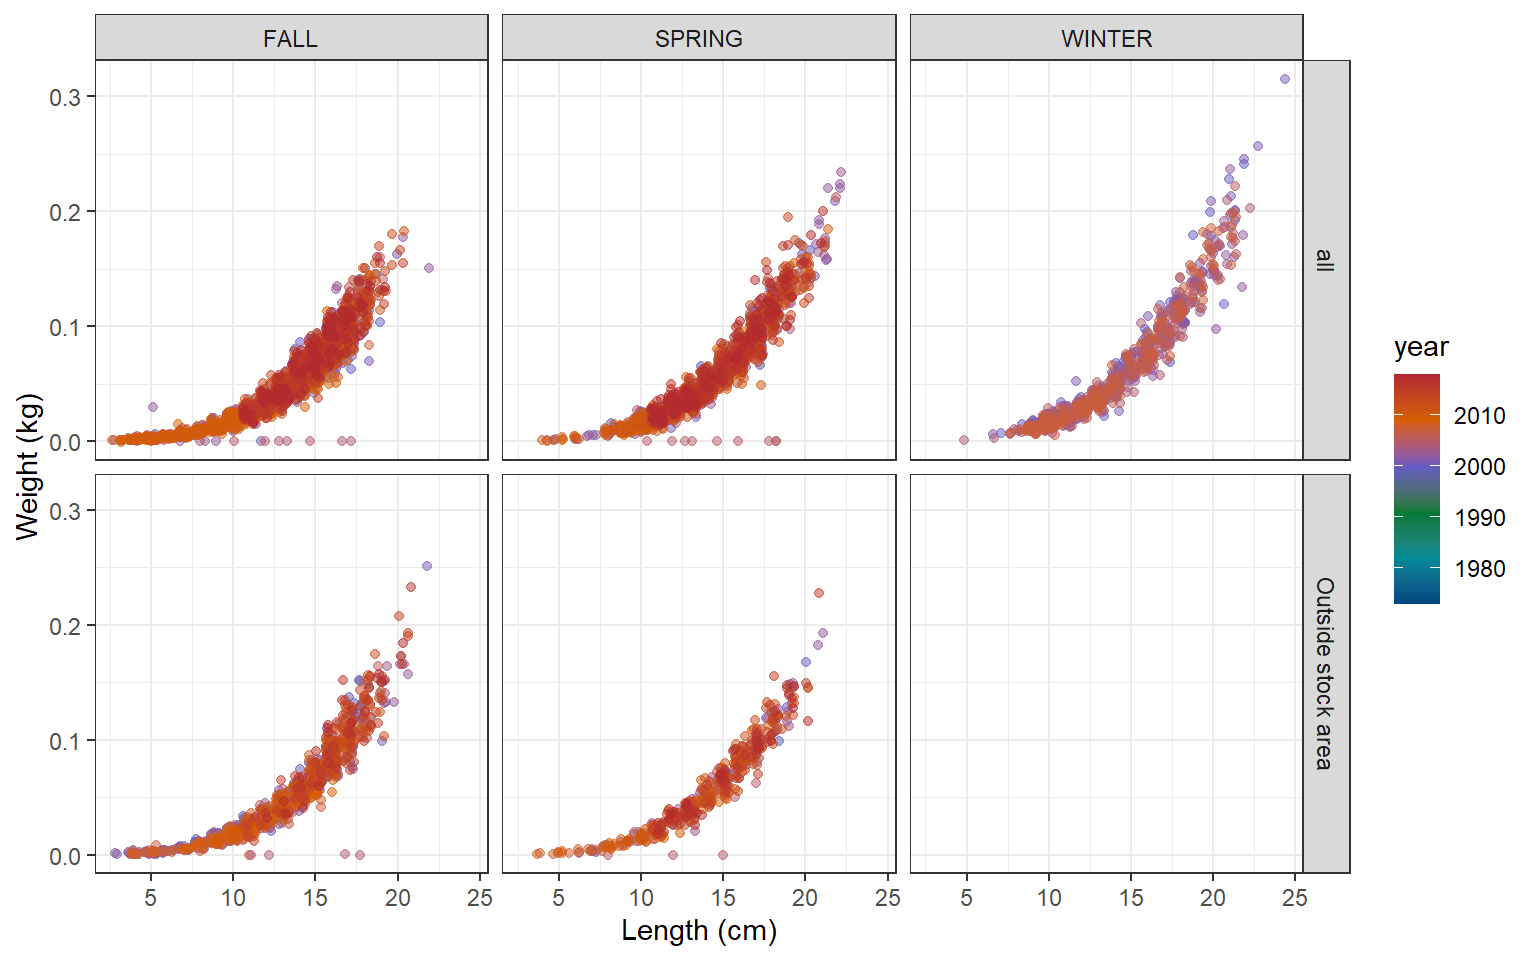 FALL SPRING WINTER
0.3
0.2
0.1
0.0
all
0.3
0.2
0.1
0.0
Outside stock area
Weight (kg)
5 10 15 20 25 5 10 15 20 25 5 10 15 20 25
Length (cm)
year
2010
2000
1990
1980